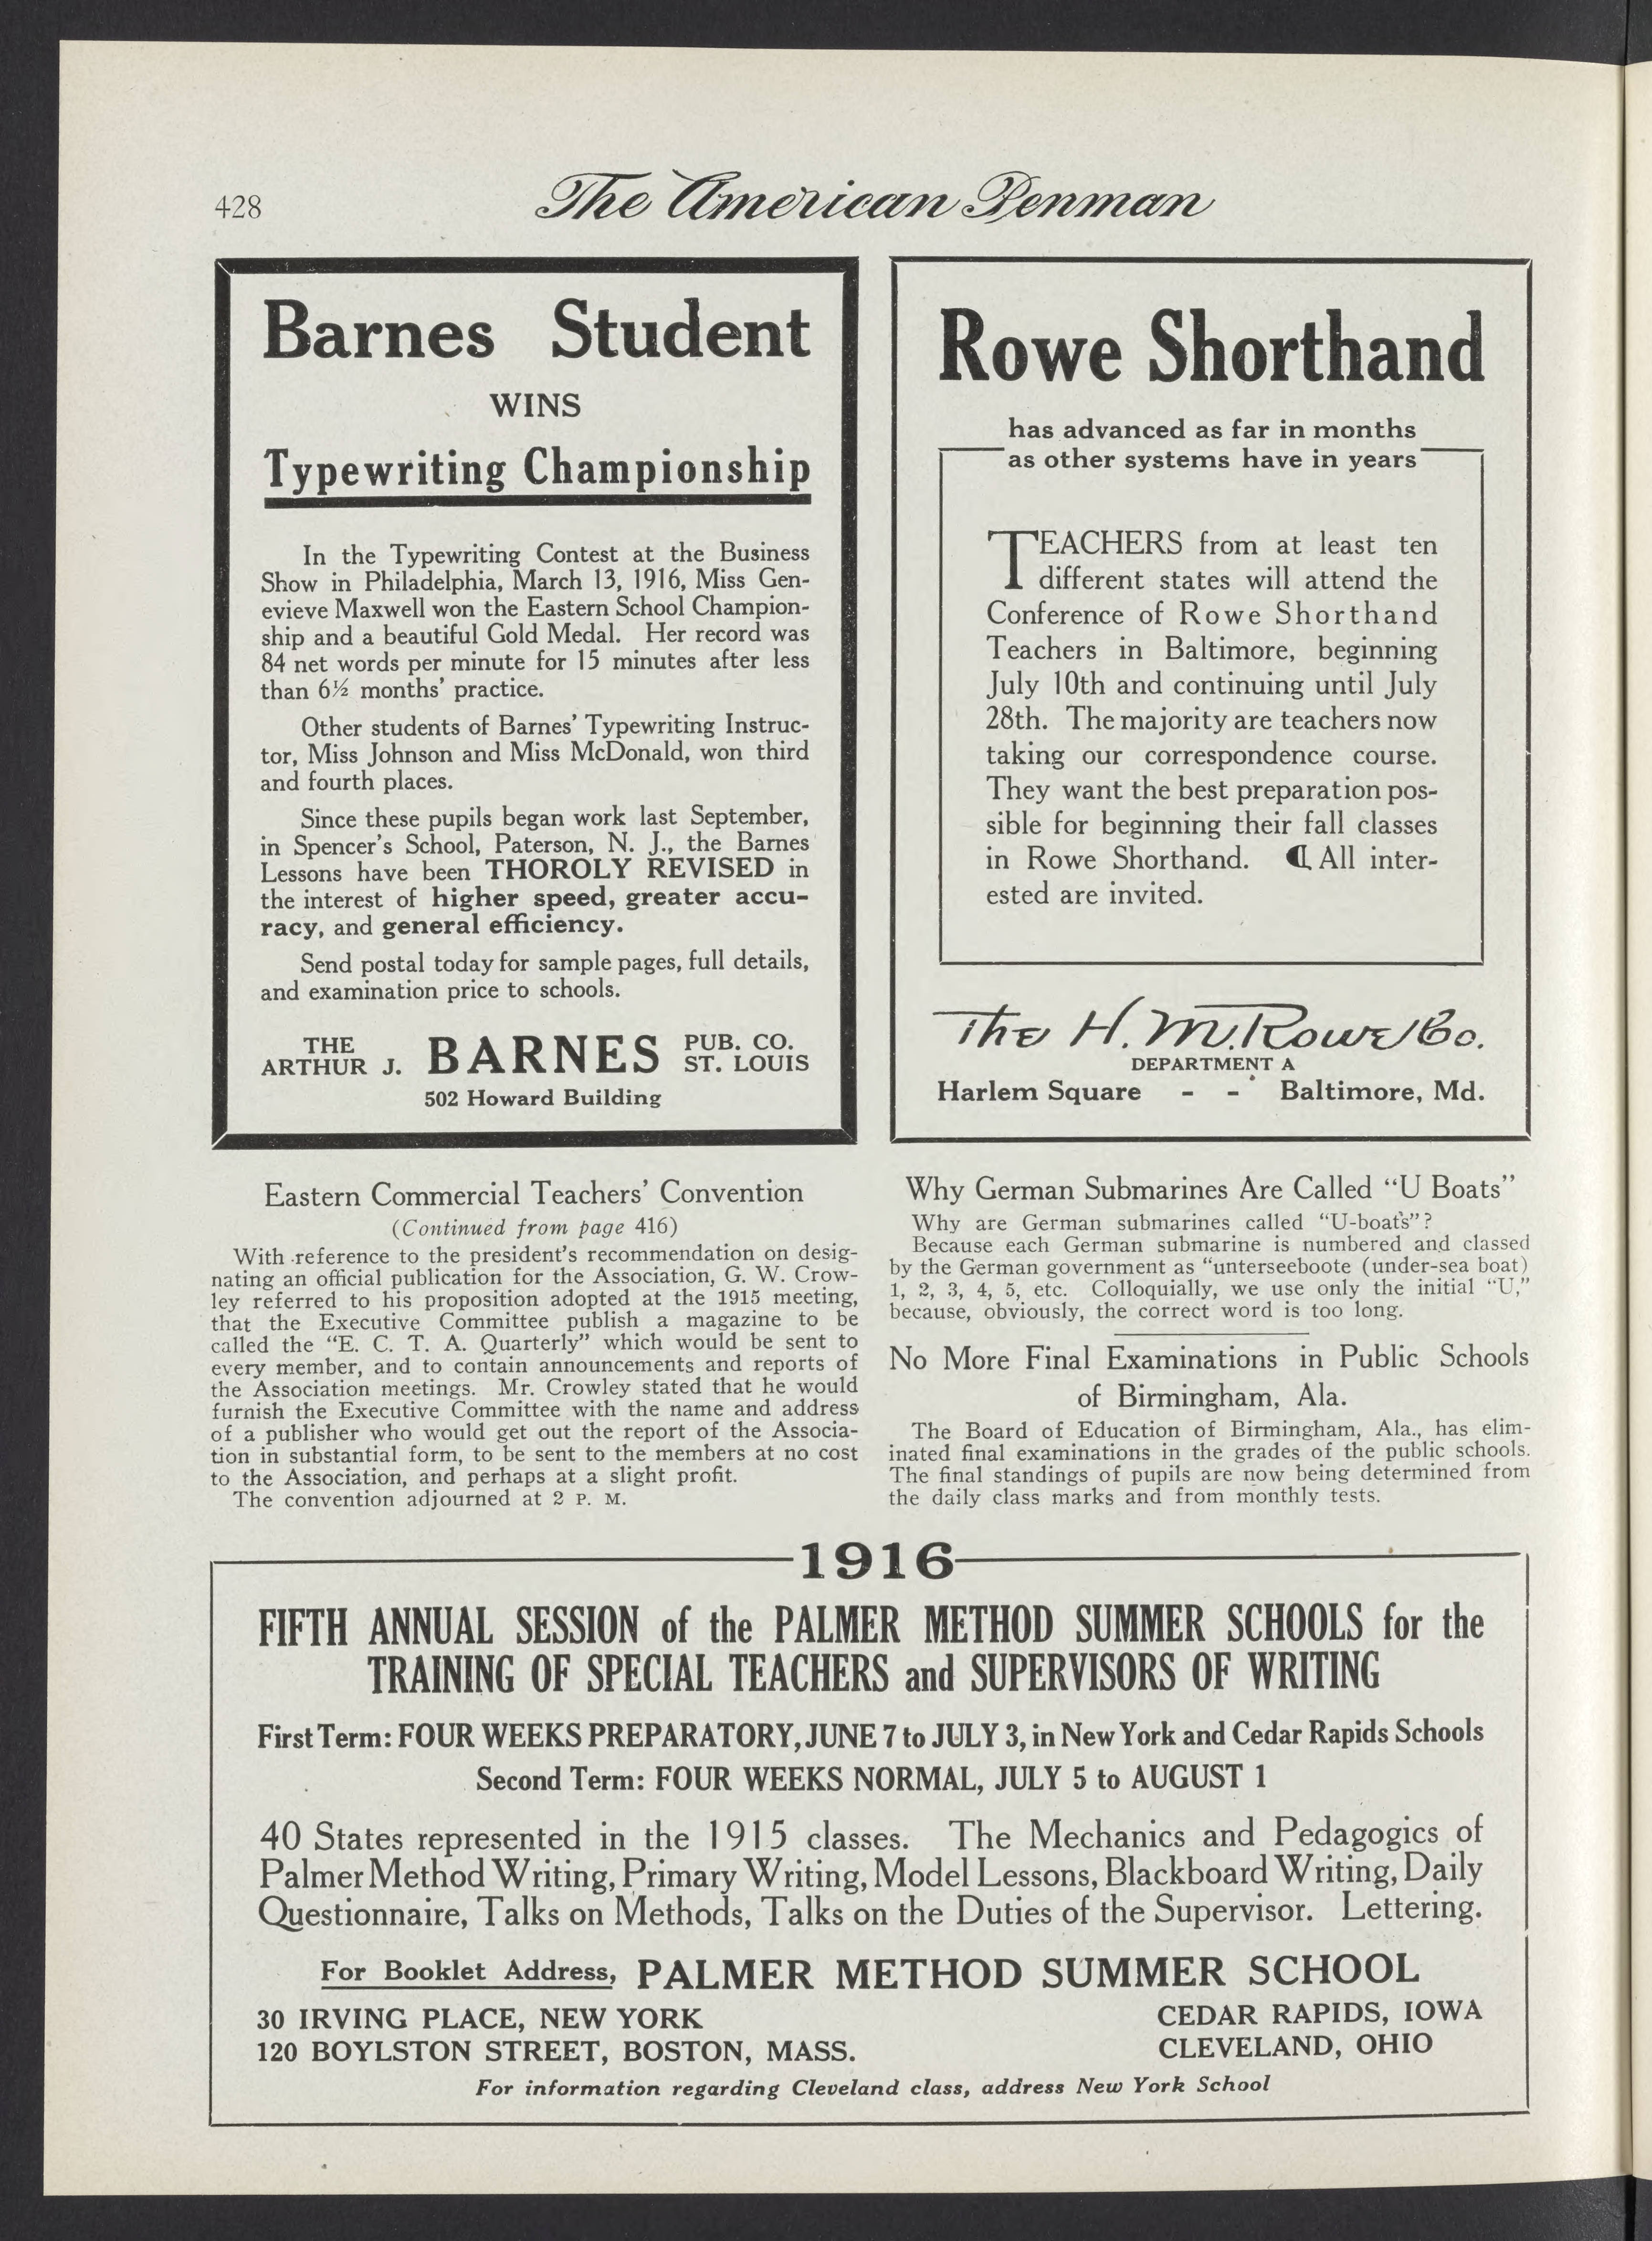 428
The American Penman
Barnes Student
WINS
Typewriting Championship
In the Typewriting Contest at the Business
Show in Philadelphia, March 13, 1916, Miss Gen-
evieve Maxwell won the Eastern School Champion-
ship and a beautiful Gold Medal. Her record was
84 net words per minute for 15 minutes after less
than 6½ months' practice.
Other students of Barnes' Typewriting Instruc-
tor, Miss Johnson and Miss McDonald, won third
and fourth places.
Since these pupils began work last September,
in Spencer's School, Paterson, N. J., the Barnes
Lessons have been THOROLY REVISED in
the interest of higher speed, greater accu-
racy, and general efficiency.
Send postal today for sample pages, full details,
and examination price to schools.
THE
ARTHUR J. BARNES PUB. CO.
ST. LOUIS
502 Howard Building
Rowe Shorthand
has advanced as far in months
as other systems have in years
TEACHERS from at least ten
different states will attend the
Conference of Rowe Shorthand
Teachers in Baltimore, beginning
July 10th and continuing until July
28th. The majority are teachers now
taking our correspondence course.
They want the best preparation pos-
sible for beginning their fall classes
in Rowe Shorthand. ¶ All inter-
ested are invited.
The H. M. Rowe Co.
DEPARTMENT A
Harlem Square - - Baltimore, Md.
Eastern Commercial Teachers' Convention
(Continued from page 416)
With reference to the president's recommendation on desig-
nating an official publication for the Association, G. W. Crow-
ley referred to his proposition adopted at the 1915 meeting,
that the Executive Committee publish a magazine to be
called the "E. C. T. A. Quarterly" which would be sent to
every member, and to contain announcements and reports of
the Association meetings. Mr. Crowley stated that he would
furnish the Executive Committee with the name and address
of a publisher who would get out the report of the Associa-
tion in substantial form, to be sent to the members at no cost
to the Association, and perhaps at a slight profit.
The convention adjourned at 2 P. M.
Why German Submarines Are Called "U Boats"
Why are German submarines called "U-boats"?
Because each German submarine is numbered and classed
by the German government as "unterseeboote (under-sea boat)
1, 2, 3, 4, 5, etc. Colloquially, we use only the initial "U,"
because, obviously, the correct word is too long.
No More Final Examinations in Public Schools
of Birmingham, Ala.
The Board of Education of Birmingham, Ala., has elim-
inated final examinations in the grades of the public schools.
The final standings of pupils are now being determined from
the daily class marks and from monthly tests.
1916
FIFTH ANNUAL SESSION of the PALMER METHOD SUMMER SCHOOLS for the
TRAINING OF SPECIAL TEACHERS and SUPERVISORS OF WRITING
First Term: FOUR WEEKS PREPARATORY, JUNE 7 to JULY 3, in New York and Cedar Rapids Schools
Second Term: FOUR WEEKS NORMAL, JULY 5 to AUGUST 1
40 States represented in the 1915 classes. The Mechanics and Pedagogics of
Palmer Method Writing, Primary Writing, Model Lessons, Blackboard Writing, Daily
Questionnaire, Talks on Methods, Talks on the Duties of the Supervisor. Lettering.
For Booklet Address, PALMER METHOD SUMMER SCHOOL
30 IRVING PLACE, NEW YORK
120 BOYLSTON STREET, BOSTON, MASS.
CEDAR RAPIDS, IOWA
CLEVELAND, OHIO
For information regarding Cleveland class, address New York School